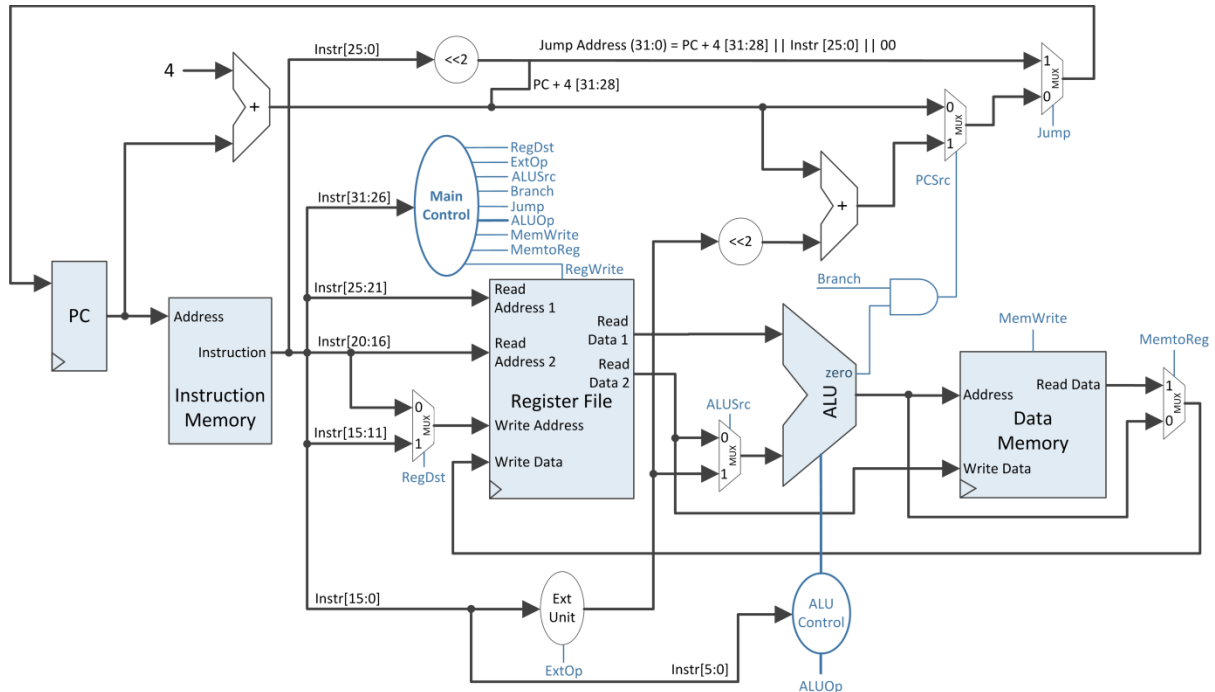 Instr[25:0]
<<2
Jump Address (31:0) = PC + 4 [31:28] || Instr [25:0] || 00
1
MUX
0
Jump
4
+
PC + 4 [31:28]
0
MUX
1
PCSrc
RegDst
ExtOp
ALUSrc
Branch
Jump
ALUOp
MemWrite
MemtoReg
RegWrite
Main
Control
Instr[31:26]
+
<<2
Branch
PC
Address
Instruction
Instruction
Memory
Instr[25:21]
Instr[20:16]
Instr[15:11]
0
MUX
1
RegDst
Read
Address 1
Read
Address 2
Read
Data 1
Read
Data 2
Register File
Write Address
Write Data
ALUSrc
0
MUX
1
zero
ALU
MemWrite
Address
Read Data
Data
Memory
Write Data
MemtoReg
1
MUX
0
Instr[15:0]
Ext
Unit
ExtOp
Instr[5:0]
ALU
Control
ALUOp